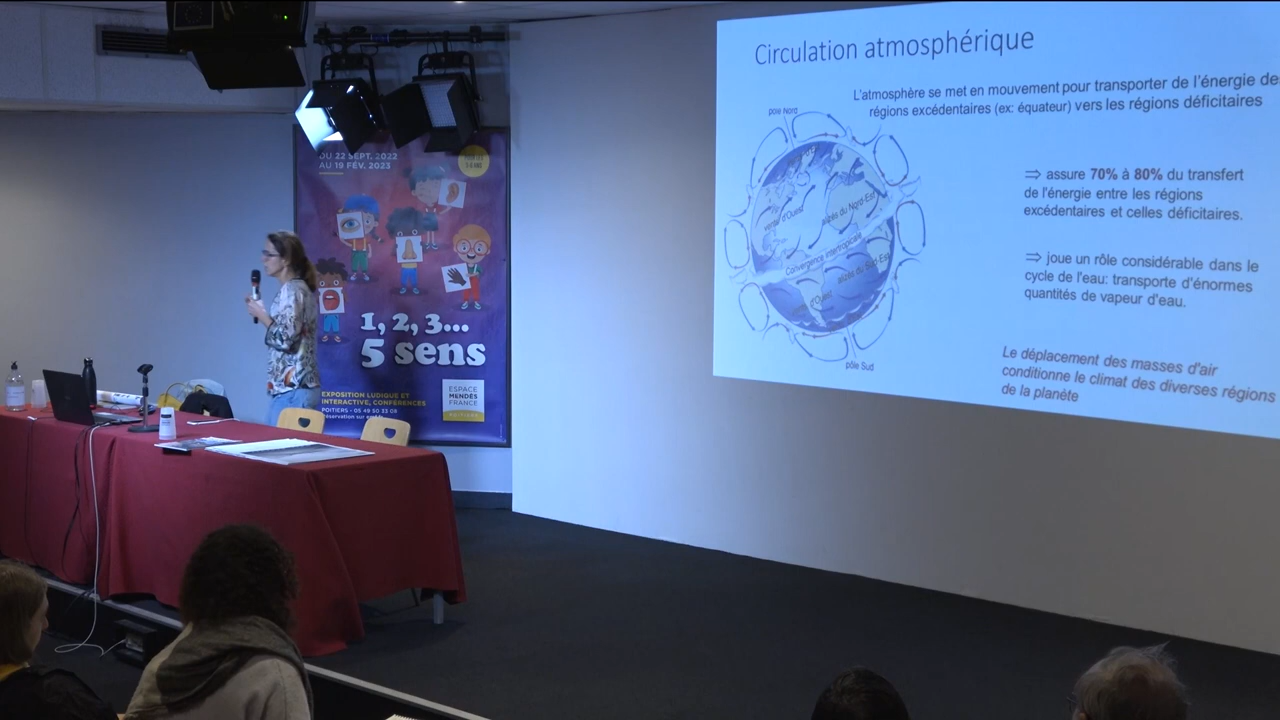 Circulation atmosphérique
L'atmosphère se met en mouvement pour transporter de l'énergie de
régions excédentaires (ex: équateur) vers les régions déficitaires
pôle Nord
vents d'Ouest
alizés du Nord-Est
Convergence intertropicale
alizés du Sud-Est
d'Ouest
pôle Sud
⇒ assure 70% à 80% du transfert
de l'énergie entre les régions
excédentaires et celles déficitaires.
⇒ joue un rôle considérable dans le
cycle de l'eau: transporte d'énormes
quantités de vapeur d'eau.
Le déplacement des masses d'air
conditionne le climat des diverses régions
de la planète
DU 22 SEPT. 2022
AU 19 FÉV. 2023
1, 2, 3...
5 sens
EXPOSITION LUDIQUE ET
INTERACTIVE, CONFÉRENCES
POITIERS • 05 49 50 33 08
ESPACE
MENDÈS
FRANCE
POITIERS